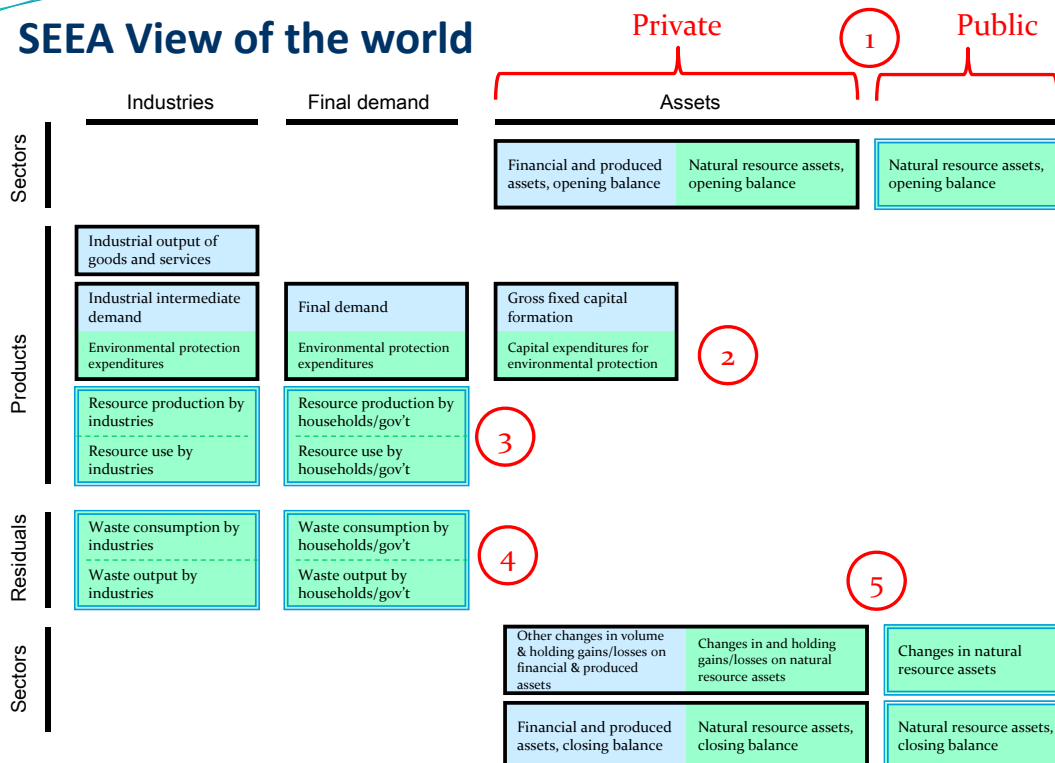 SEEA View of the world
Private
1
Public
Industries
Final demand
Assets
Sectors
Financial and produced
assets, opening balance
Natural resource assets,
opening balance
Natural resource assets,
opening balance
Products
Industrial output of
goods and services
Industrial intermediate
demand
Environmental protection
expenditures
Final demand
Environmental protection
expenditures
Gross fixed capital
formation
Capital expenditures for
environmental protection
2
Resource production by
industries
Resource use by
industries
Resource production by
households/gov't
Resource use by
households/gov't
3
Residuals
Waste consumption by
industries
Waste output by
industries
Waste consumption by
households/gov't
Waste output by
households/gov't
4
5
Sectors
Other changes in volume
& holding gains/losses on
financial & produced
assets
Changes in and holding
gains/losses on natural
resource assets
Changes in natural
resource assets
Financial and produced
assets, closing balance
Natural resource assets,
closing balance
Natural resource assets,
closing balance